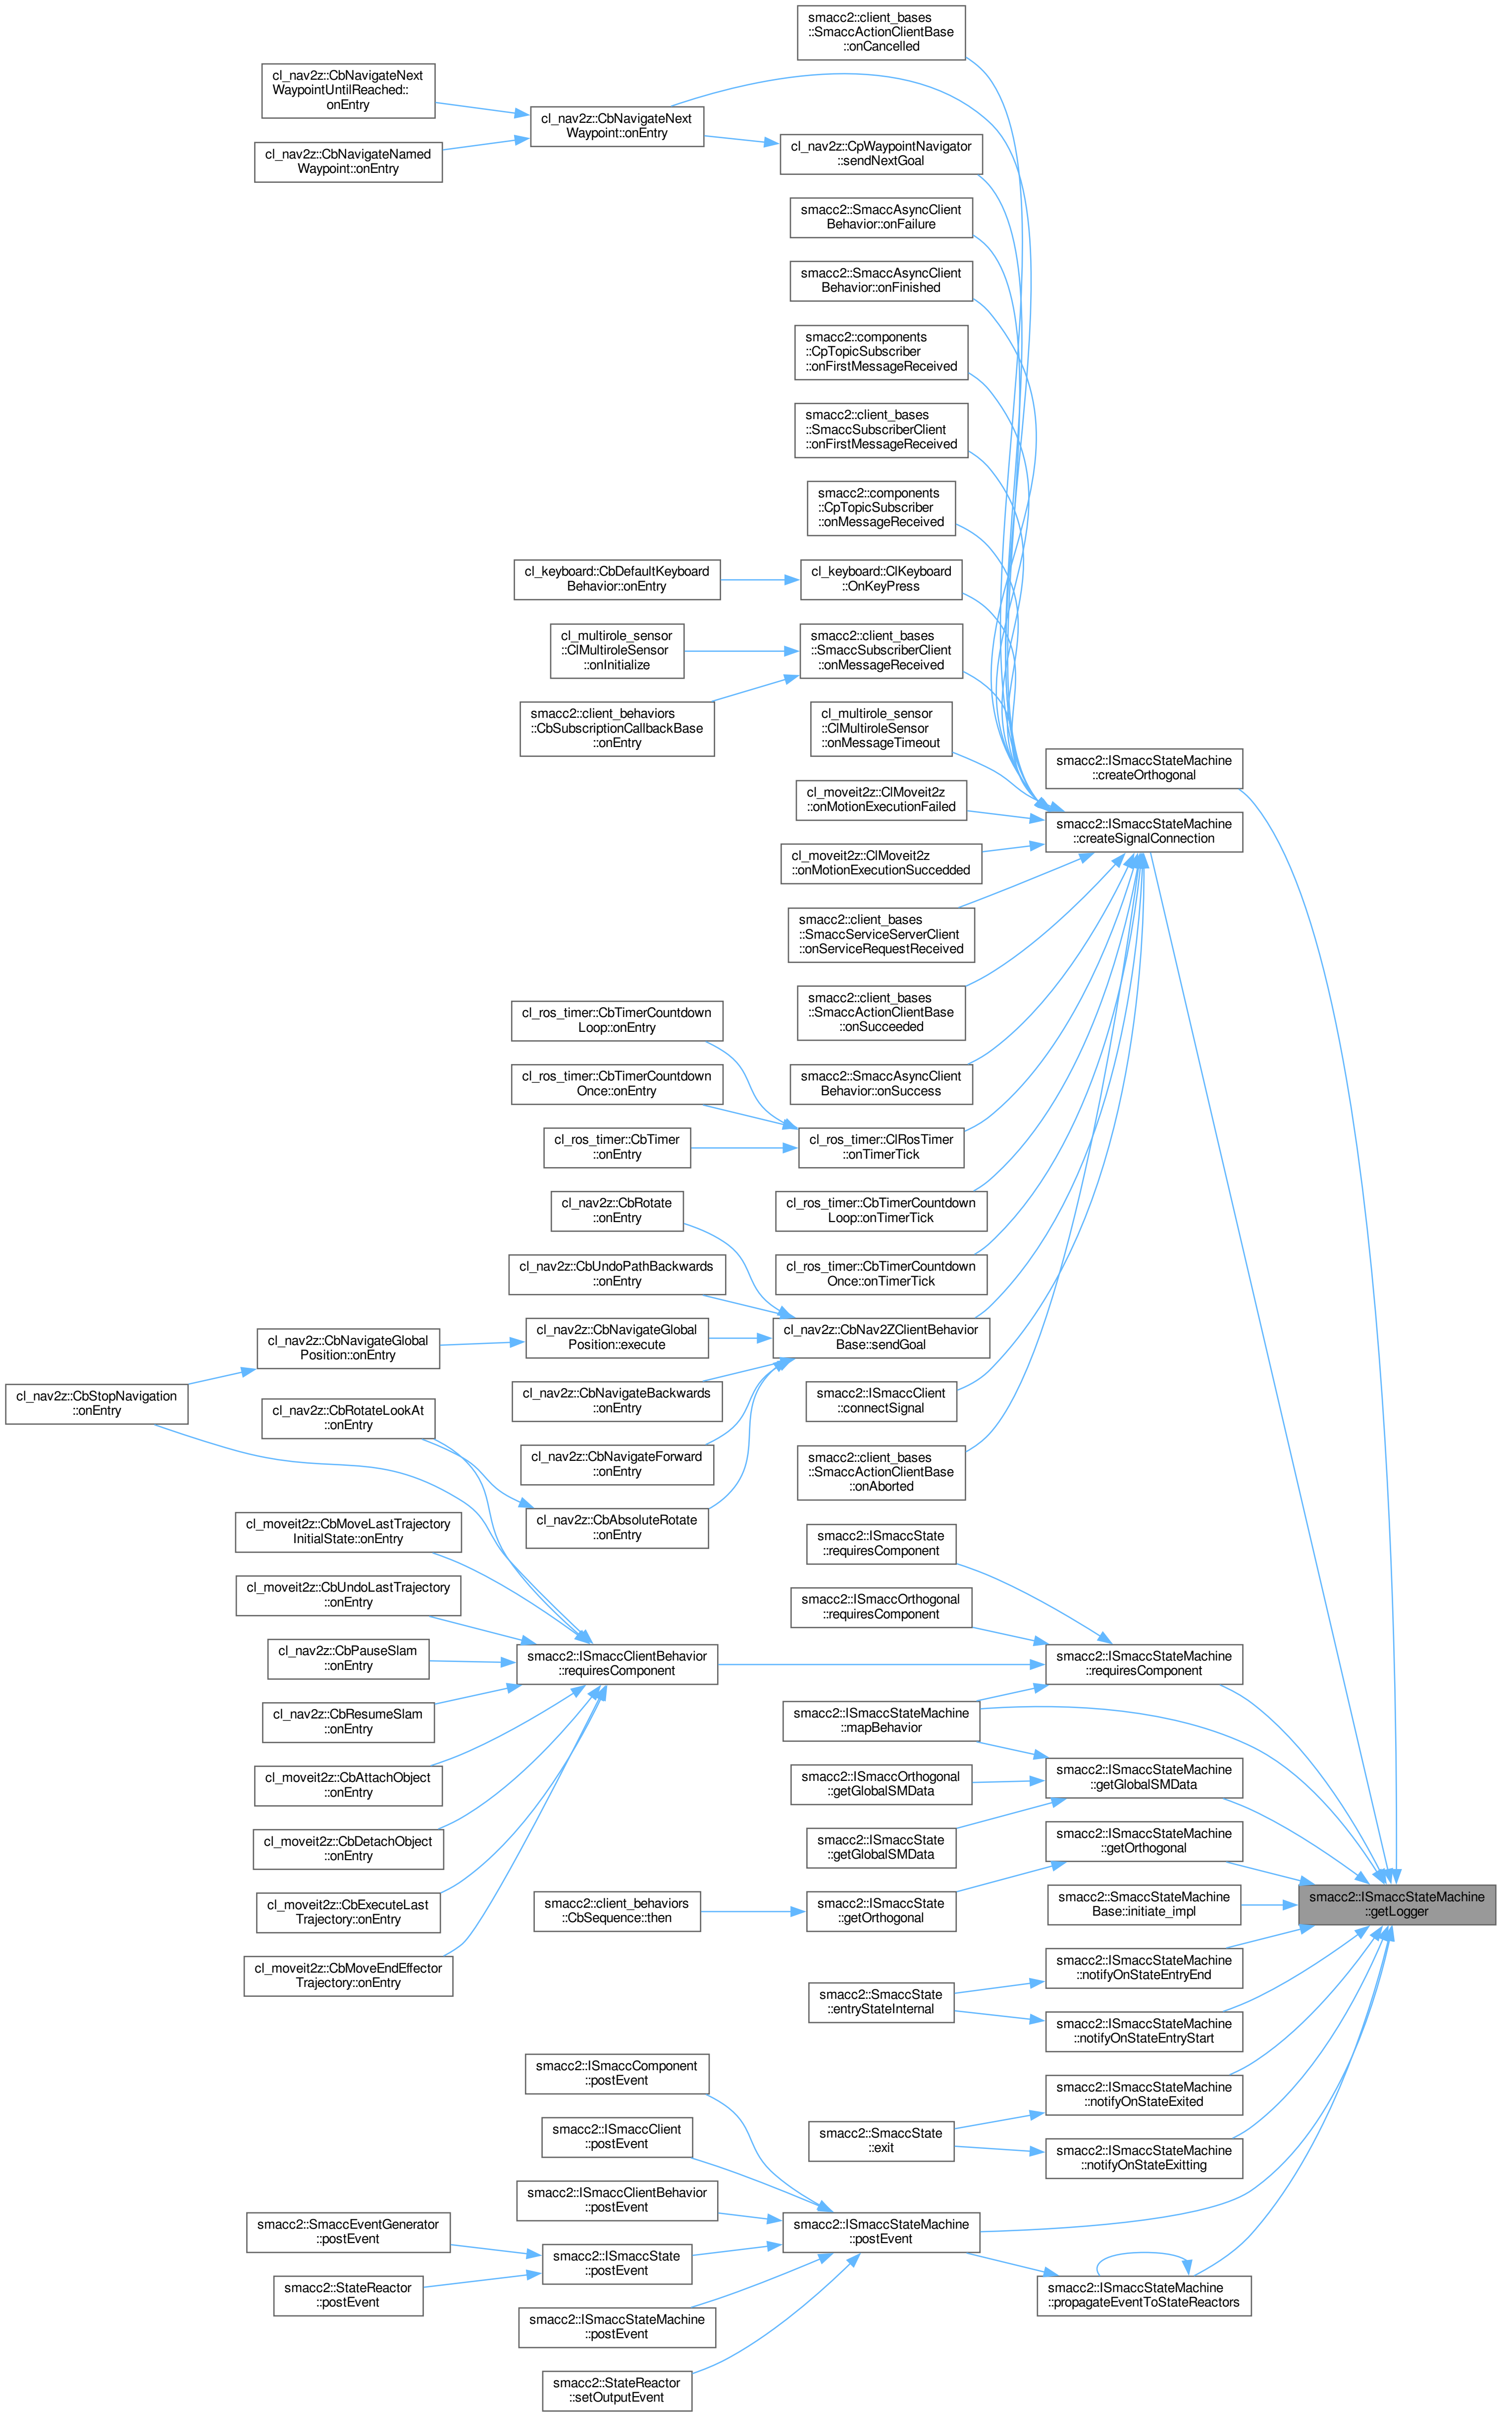 smacc2::client_bases
::SmaccActionClientBase
::onCancelled
cl_nav2z::CbNavigateNext
WaypointUntilReached::
onEntry
cl_nav2z::CbNavigateNext
Waypoint::onEntry
cl_nav2z::CbNavigateNamed
Waypoint::onEntry
cl_nav2z::CpWaypointNavigator
::sendNextGoal
smacc2::SmaccAsyncClient
Behavior::onFailure
smacc2::SmaccAsyncClient
Behavior::onFinished
smacc2::components
::CpTopicSubscriber
::onFirstMessageReceived
smacc2::client_bases
::SmaccSubscriberClient
::onFirstMessageReceived
smacc2::components
::CpTopicSubscriber
::onMessageReceived
cl_keyboard::CbDefaultKeyboard
Behavior::onEntry
cl_keyboard::ClKeyboard
::OnKeyPress
cl_multirole_sensor
::ClMultiroleSensor
::onInitialize
smacc2::client_bases
::SmaccSubscriberClient
::onMessageReceived
smacc2::client_behaviors
::CbSubscriptionCallbackBase
::onEntry
cl_multirole_sensor
::ClMultiroleSensor
::onMessageTimeout
smacc2::ISmaccStateMachine
::createOrthogonal
cl_moveit2z::ClMoveit2z
::onMotionExecutionFailed
smacc2::ISmaccStateMachine
::createSignalConnection
cl_moveit2z::ClMoveit2z
::onMotionExecutionSuccedded
smacc2::client_bases
::SmaccServiceServerClient
::onServiceRequestReceived
smacc2::client_bases
::SmaccActionClientBase
::onSucceeded
cl_ros_timer::CbTimerCountdown
Loop::onEntry
smacc2::SmaccAsyncClient
Behavior::onSuccess
cl_ros_timer::CbTimerCountdown
Once::onEntry
cl_ros_timer::CbTimer
::onEntry
cl_ros_timer::ClRosTimer
::onTimerTick
cl_nav2z::CbRotate
::onEntry
cl_ros_timer::CbTimerCountdown
Loop::onTimerTick
cl_nav2z::CbUndoPathBackwards
::onEntry
cl_ros_timer::CbTimerCountdown
Once::onTimerTick
cl_nav2z::CbNavigateGlobal
Position::onEntry
cl_nav2z::CbNavigateGlobal
Position::execute
cl_nav2z::CbNav2ZClientBehavior
Base::sendGoal
cl_nav2z::CbStopNavigation
::onEntry
cl_nav2z::CbRotateLookAt
::onEntry
cl_nav2z::CbNavigateBackwards
::onEntry
smacc2::ISmaccClient
::connectSignal
cl_nav2z::CbNavigateForward
::onEntry
smacc2::client_bases
::SmaccActionClientBase
::onAborted
cl_moveit2z::CbMoveLastTrajectory
InitialState::onEntry
cl_nav2z::CbAbsoluteRotate
::onEntry
smacc2::ISmaccState
::requiresComponent
cl_moveit2z::CbUndoLastTrajectory
::onEntry
smacc2::ISmaccOrthogonal
::requiresComponent
cl_nav2z::CbPauseSlam
::onEntry
smacc2::ISmaccClientBehavior
::requiresComponent
smacc2::ISmaccStateMachine
::requiresComponent
cl_nav2z::CbResumeSlam
::onEntry
smacc2::ISmaccStateMachine
::mapBehavior
cl_moveit2z::CbAttachObject
::onEntry
smacc2::ISmaccOrthogonal
::getGlobalSMData
smacc2::ISmaccStateMachine
::getGlobalSMData
cl_moveit2z::CbDetachObject
::onEntry
smacc2::ISmaccState
::getGlobalSMData
smacc2::ISmaccStateMachine
::getOrthogonal
cl_moveit2z::CbExecuteLast
Trajectory::onEntry
smacc2::client_behaviors
::CbSequence::then
smacc2::ISmaccState
::getOrthogonal
smacc2::SmaccStateMachine
Base::initiate_impl
smacc2::ISmaccStateMachine
::getLogger
cl_moveit2z::CbMoveEndEffector
Trajectory::onEntry
smacc2::ISmaccStateMachine
::notifyOnStateEntryEnd
smacc2::SmaccState
::entryStateInternal
smacc2::ISmaccStateMachine
::notifyOnStateEntryStart
smacc2::ISmaccComponent
::postEvent
smacc2::ISmaccStateMachine
::notifyOnStateExited
smacc2::ISmaccClient
::postEvent
smacc2::SmaccState
::exit
smacc2::ISmaccStateMachine
::notifyOnStateExitting
smacc2::ISmaccClientBehavior
::postEvent
smacc2::SmaccEventGenerator
::postEvent
smacc2::ISmaccState
::postEvent
smacc2::ISmaccStateMachine
::postEvent
smacc2::StateReactor
::postEvent
smacc2::ISmaccStateMachine
::propagateEventToStateReactors
smacc2::ISmaccStateMachine
::postEvent
smacc2::StateReactor
::setOutputEvent